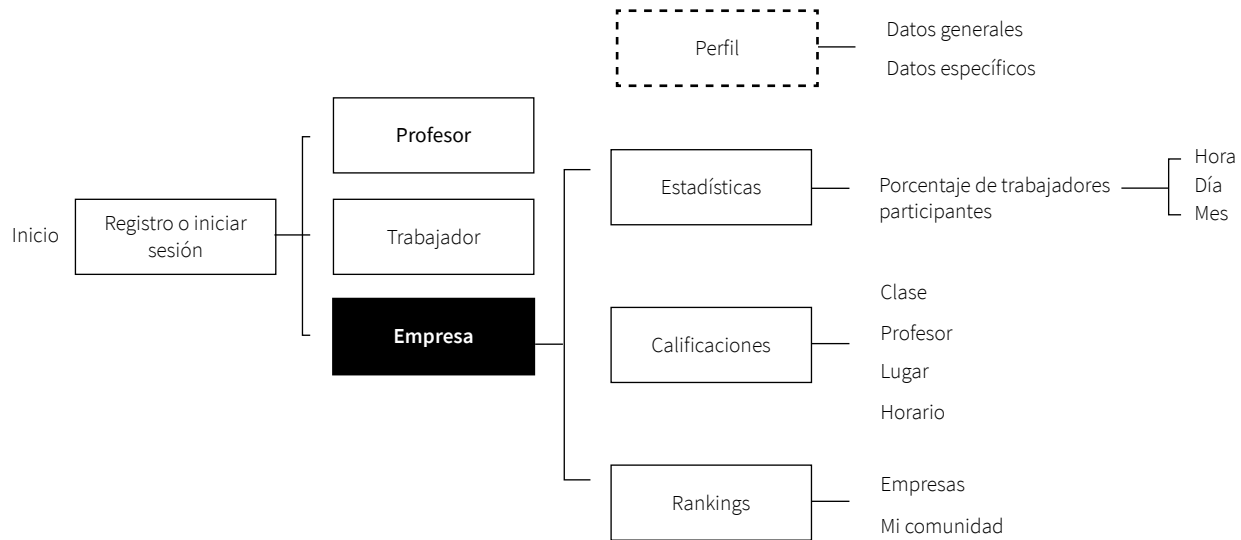 Inicio
Registro o iniciar
sesión
Profesor
Trabajador
Empresa
Perfil
Datos generales
Datos específicos
Estadísticas
Porcentaje de trabajadores
participantes
Hora
Día
Mes
Calificaciones
Clase
Profesor
Lugar
Horario
Rankings
Empresas
Mi comunidad